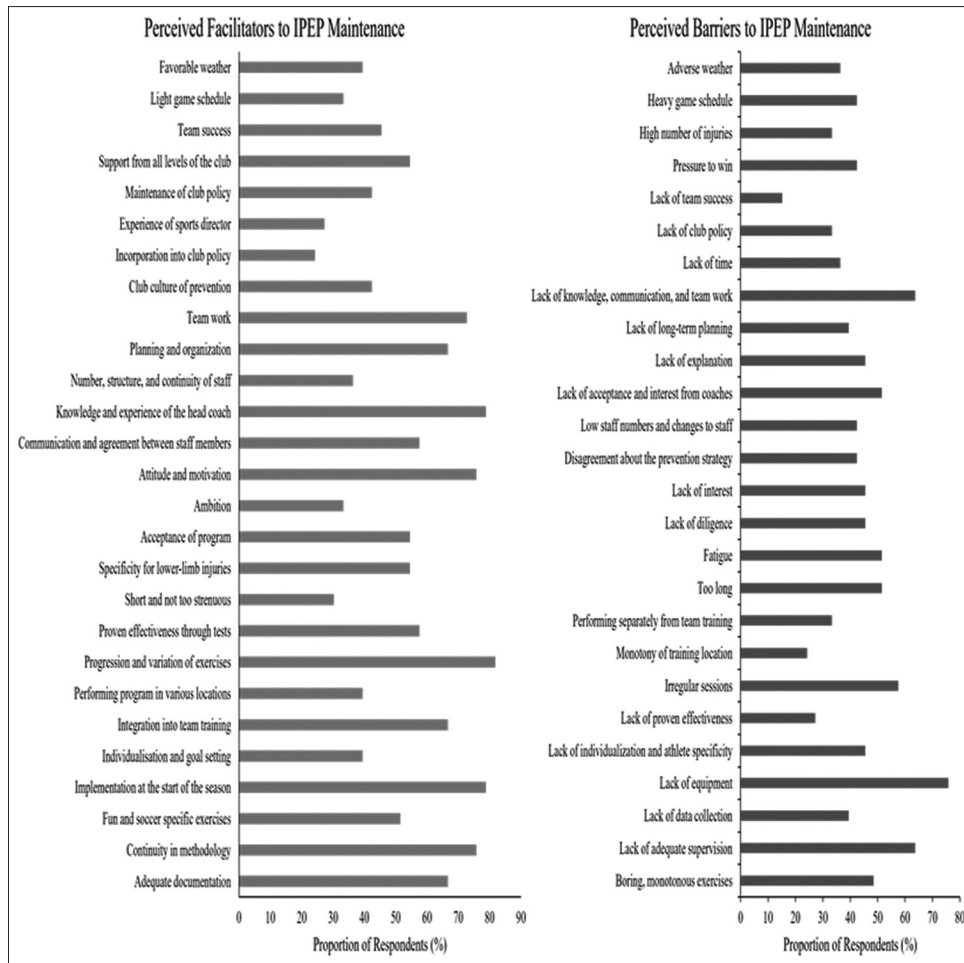 Perceived Facilitators to IPEP Maintenance
Favorable weather
Light game schedule
Team success
Support from all levels of the club
Maintenance of club policy
Experience of sports director
Incorporation into club policy
Club culture of prevention
Team work
Planning and organization
Number, structure, and continuity of staff
Knowledge and experience of the head coach
Communication and agreement between staff members
Attitude and motivation
Ambition
Acceptance of program
Specificity for lower-limb injuries
Short and not too strenuous
Proven effectiveness through tests
Progression and variation of exercises
Performing program in various locations
Integration into team training
Individualisation and goal setting
Implementation at the start of the season
Fun and soccer specific exercises
Continuity in methodology
Adequate documentation
0 10 20 30 40 50 60 70 80 90
Proportion of Respondents (%)
Perceived Barriers to IPEP Maintenance
Adverse weather
Heavy game schedule
High number of injuries
Pressure to win
Lack of team success
Lack of club policy
Lack of time
Lack of knowledge, communication, and team work
Lack of long-term planning
Lack of explanation
Lack of acceptance and interest from coaches
Low staff numbers and changes to staff
Disagreement about the prevention strategy
Lack of interest
Lack of diligence
Fatigue
Too long
Performing separately from team training
Monotony of training location
Irregular sessions
Lack of proven effectiveness
Lack of individualization and athlete specificity
Lack of equipment
Lack of data collection
Lack of adequate supervision
Boring, monotonous exercises
0 10 20 30 40 50 60 70 80
Proportion of Respondents (%)